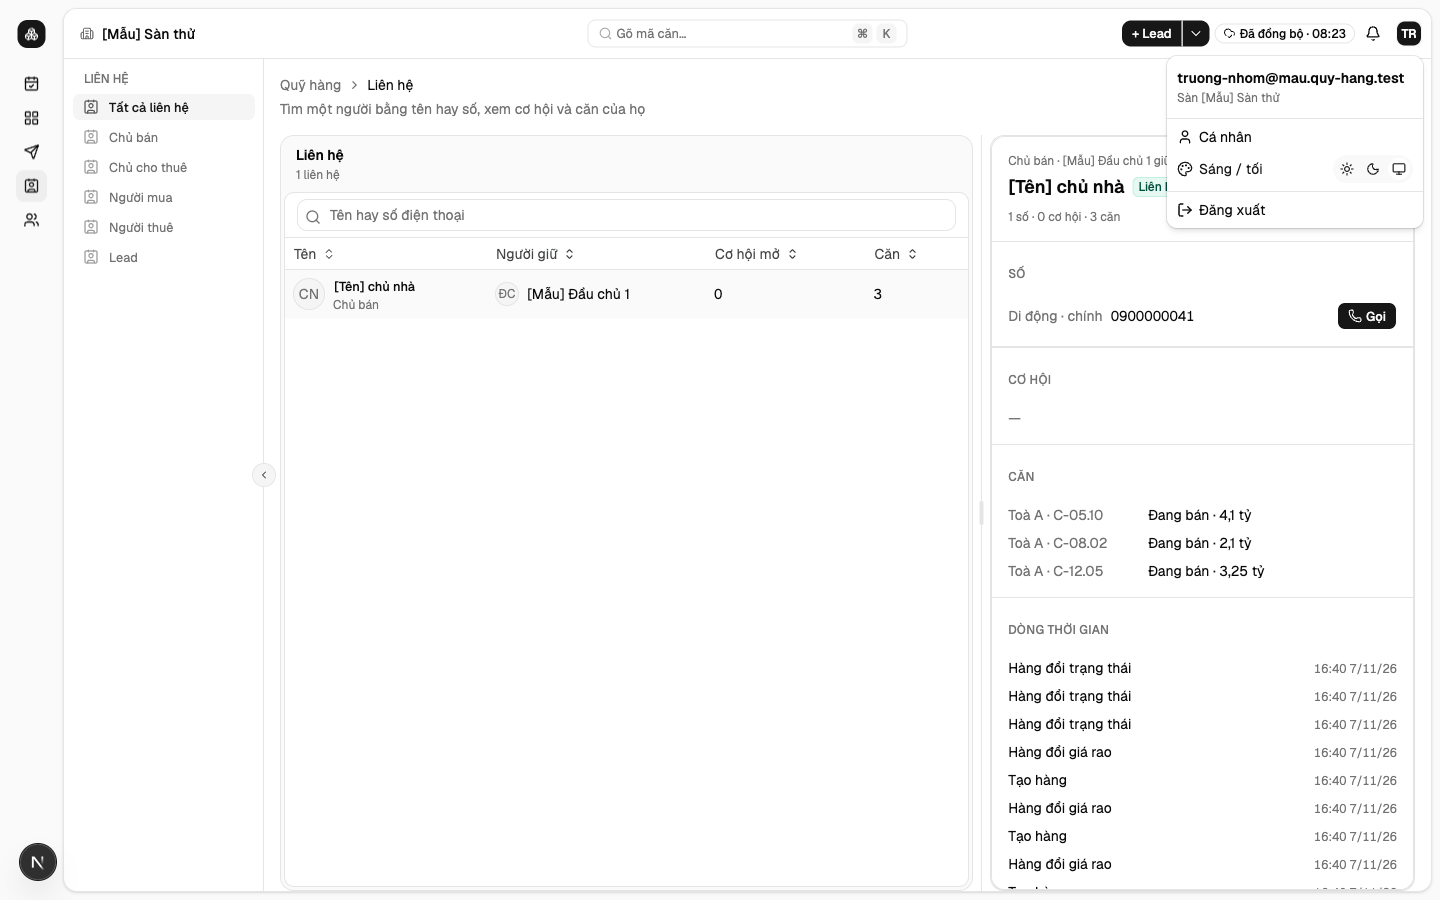 [Mẫu] Sàn thử
Gõ mã căn...
⌘ K
+ Lead
Đã đồng bộ · 08:23
TR
LIÊN HỆ
Tất cả liên hệ
Chủ bán
Chủ cho thuê
Người mua
Người thuê
Lead
Quỹ hàng > Liên hệ
Tìm một người bằng tên hay số, xem cơ hội và căn của họ
Liên hệ
1 liên hệ
Tên hay số điện thoại
Tên Người giữ Cơ hội mở Căn
CN [Tên] chủ nhà ĐC [Mẫu] Đầu chủ 1 0 3
Chủ bán
truong-nhom@mau.quy-hang.test
Sàn [Mẫu] Sàn thử
Cá nhân
Sáng / tối
Đăng xuất
Chủ bán · [Mẫu] Đầu chủ 1
[Tên] chủ nhà Liên
1 số · 0 cơ hội · 3 căn
SỐ
Di động · chính 0900000041 Gọi
CƠ HỘI
—
CĂN
Toà A · C-05.10 Đang bán · 4,1 tỷ
Toà A · C-08.02 Đang bán · 2,1 tỷ
Toà A · C-12.05 Đang bán · 3,25 tỷ
DÒNG THỜI GIAN
Hàng đổi trạng thái 16:40 7/11/26
Hàng đổi trạng thái 16:40 7/11/26
Hàng đổi trạng thái 16:40 7/11/26
Hàng đổi giá rao 16:40 7/11/26
Tạo hàng 16:40 7/11/26
Hàng đổi giá rao 16:40 7/11/26
Tạo hàng 16:40 7/11/26
Hàng đổi giá rao 16:40 7/11/26
N